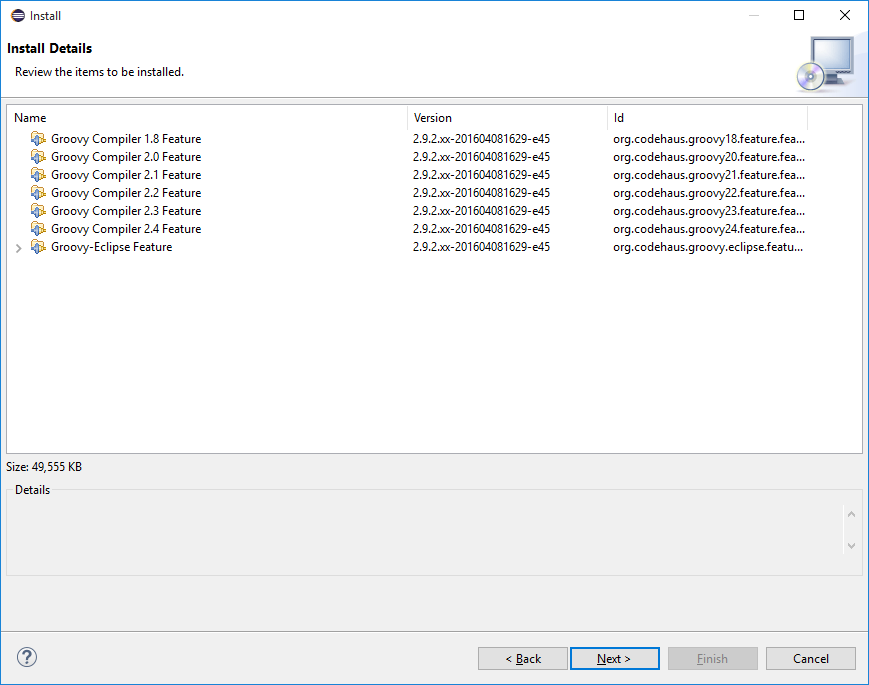 Install
Install Details
Review the items to be installed.
Name Version Id
Groovy Compiler 1.8 Feature 2.9.2.xx-201604081629-e45 org.codehaus.groovy18.feature.fea...
Groovy Compiler 2.0 Feature 2.9.2.xx-201604081629-e45 org.codehaus.groovy20.feature.fea...
Groovy Compiler 2.1 Feature 2.9.2.xx-201604081629-e45 org.codehaus.groovy21.feature.fea...
Groovy Compiler 2.2 Feature 2.9.2.xx-201604081629-e45 org.codehaus.groovy22.feature.fea...
Groovy Compiler 2.3 Feature 2.9.2.xx-201604081629-e45 org.codehaus.groovy23.feature.fea...
Groovy Compiler 2.4 Feature 2.9.2.xx-201604081629-e45 org.codehaus.groovy24.feature.fea...
Groovy-Eclipse Feature 2.9.2.xx-201604081629-e45 org.codehaus.groovy.eclipse.featu...
Size: 49,555 KB
Details
? < Back Next > Finish Cancel